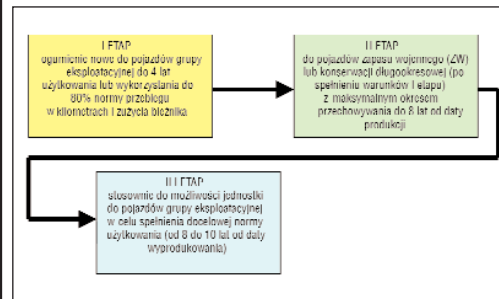 I ETAP
ogumienie nowe do pojazdów grupy
eksploatacyjnej do 4 lat
użytkowania lub wykorzystania do
80% normy przebiegu
w kilometrach i zużycia bieżnika
II ETAP
do pojazdów zapasu wojennego (ZW)
lub konserwacji długookresowej (po
spełnieniu warunków I etapu)
z maksymalnym okresem
przechowywania do 8 lat od daty
produkcji
II I ETAP
stosownie do możliwości jednostki
do pojazdów grupy eksploatacyjnej
w celu spełnienia docelowej normy
użytkowania (od 8 do 10 lat od daty
wyprodukowania)